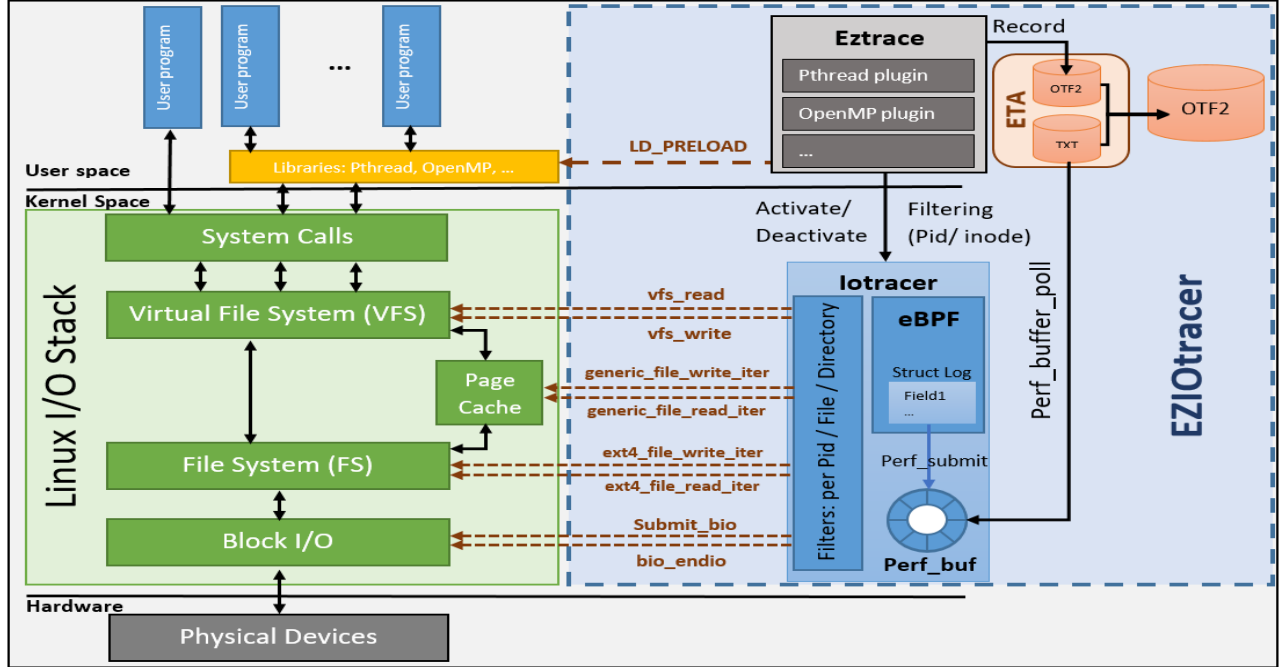 User program
User program
...
User program
Libraries: Pthread, OpenMP, ...
User space
Kernel Space
Linux I/O Stack
System Calls
Virtual File System (VFS)
Page
Cache
File System (FS)
Block I/O
Hardware
Physical Devices
LD_PRELOAD
Eztrace
Pthread plugin
OpenMP plugin
...
Record
ETA
OTF2
TXT
OTF2
Activate/
Deactivate
Filtering
(Pid/ inode)
vfs_read
vfs_write
generic_file_write_iter
generic_file_read_iter
ext4_file_write_iter
ext4_file_read_iter
Submit_bio
bio_endio
Iotracer
Filters: per Pid / File / Directory
eBPF
Struct Log
Field1
...
Perf_submit
Perf_buf
Perf_buffer_poll
EZIOtracer